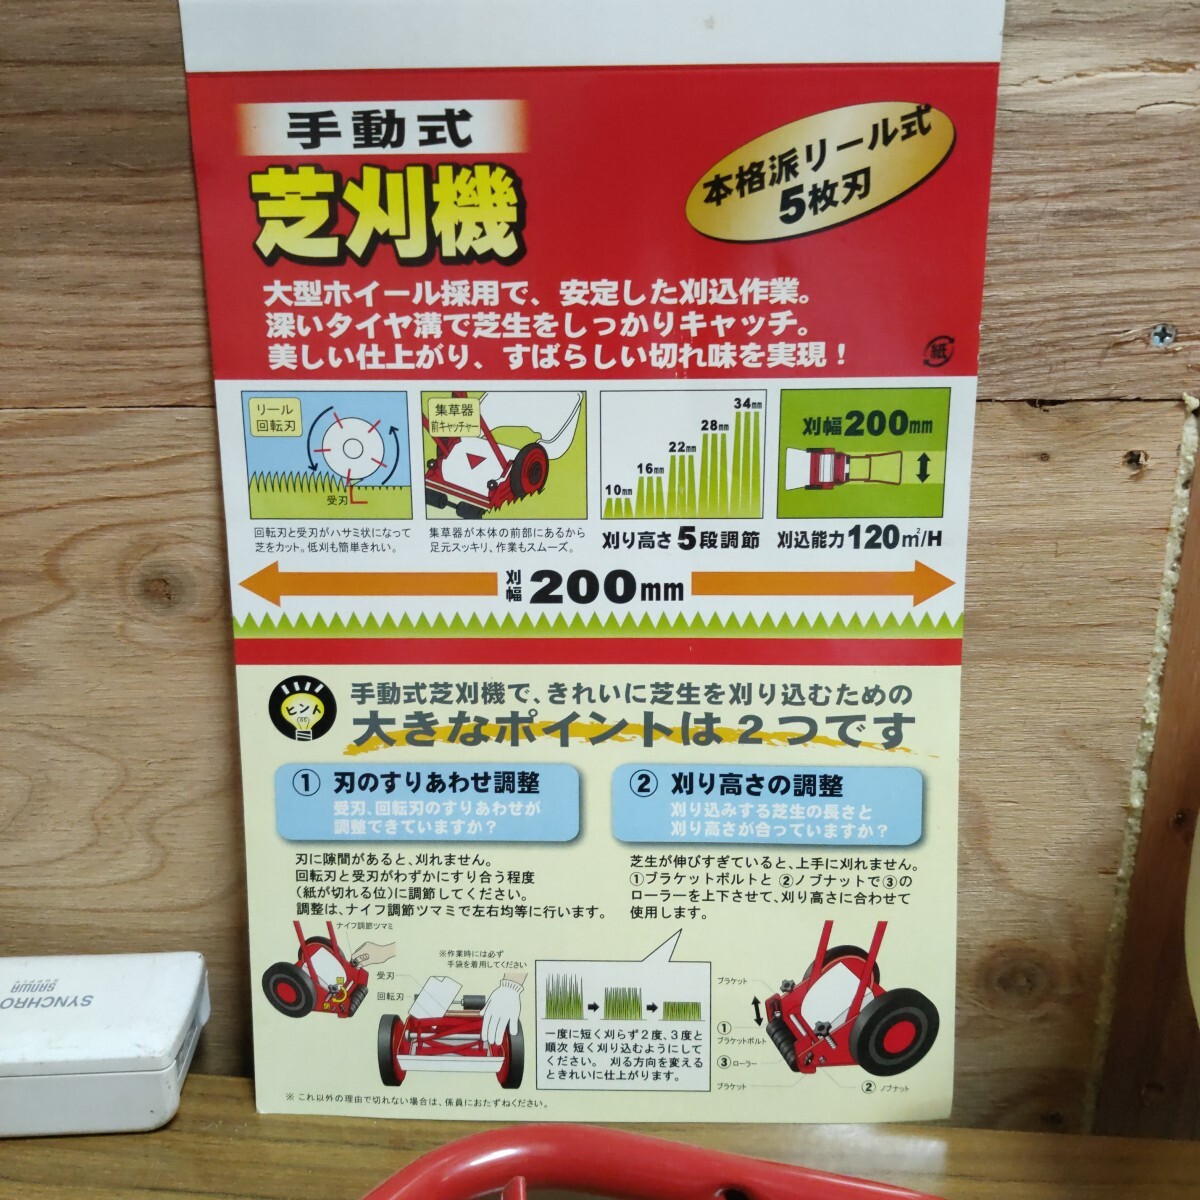 手動式
芝刈機
本格派リール式
5枚刃
大型ホイール採用で、安定した刈込作業。
深いタイヤ溝で芝生をしっかりキャッチ。
美しい仕上がり、すばらしい切れ味を実現！
紙
リール
回転刃
受刃
回転刃と受刃がハサミ状になって
芝をカット。低刈も簡単きれい。
集草器
前キャッチャー
集草器が本体の前部にあるから
足元スッキリ、作業もスムーズ。
10mm
16mm
22mm
28mm
34mm
刈り高さ5段調節
刈幅200mm
刈込能力120㎡/H
刈幅 200mm
ヒント
手動式芝刈機で、きれいに芝生を刈り込むための
大きなポイントは2つです
① 刃のすりあわせ調整
受刃、回転刃のすりあわせが
調整できていますか？
刃に隙間があると、刈れません。
回転刃と受刃がわずかにすり合う程度
（紙が切れる位）に調節してください。
調整は、ナイフ調節ツマミで左右均等に行います。
ナイフ調節ツマミ
※作業時には必ず
手袋を着用してください
受刃
回転刃
② 刈り高さの調整
刈り込みする芝生の長さと
刈り高さが合っていますか？
芝生が伸びすぎていると、上手に刈れません。
①ブラケットボルトと ②ノブナットで③の
ローラーを上下させて、刈り高さに合わせて
使用します。
一度に短く刈らず2度、3度と
順次 短く刈り込むようにして
ください。 刈る方向を変える
ときれいに仕上がります。
ブラケット
①
ブラケットボルト
③ローラー
ブラケット
② ノブナット
※ これ以外の理由で切れない場合は、係員におたずねください。
SYNCHRO
SANWA